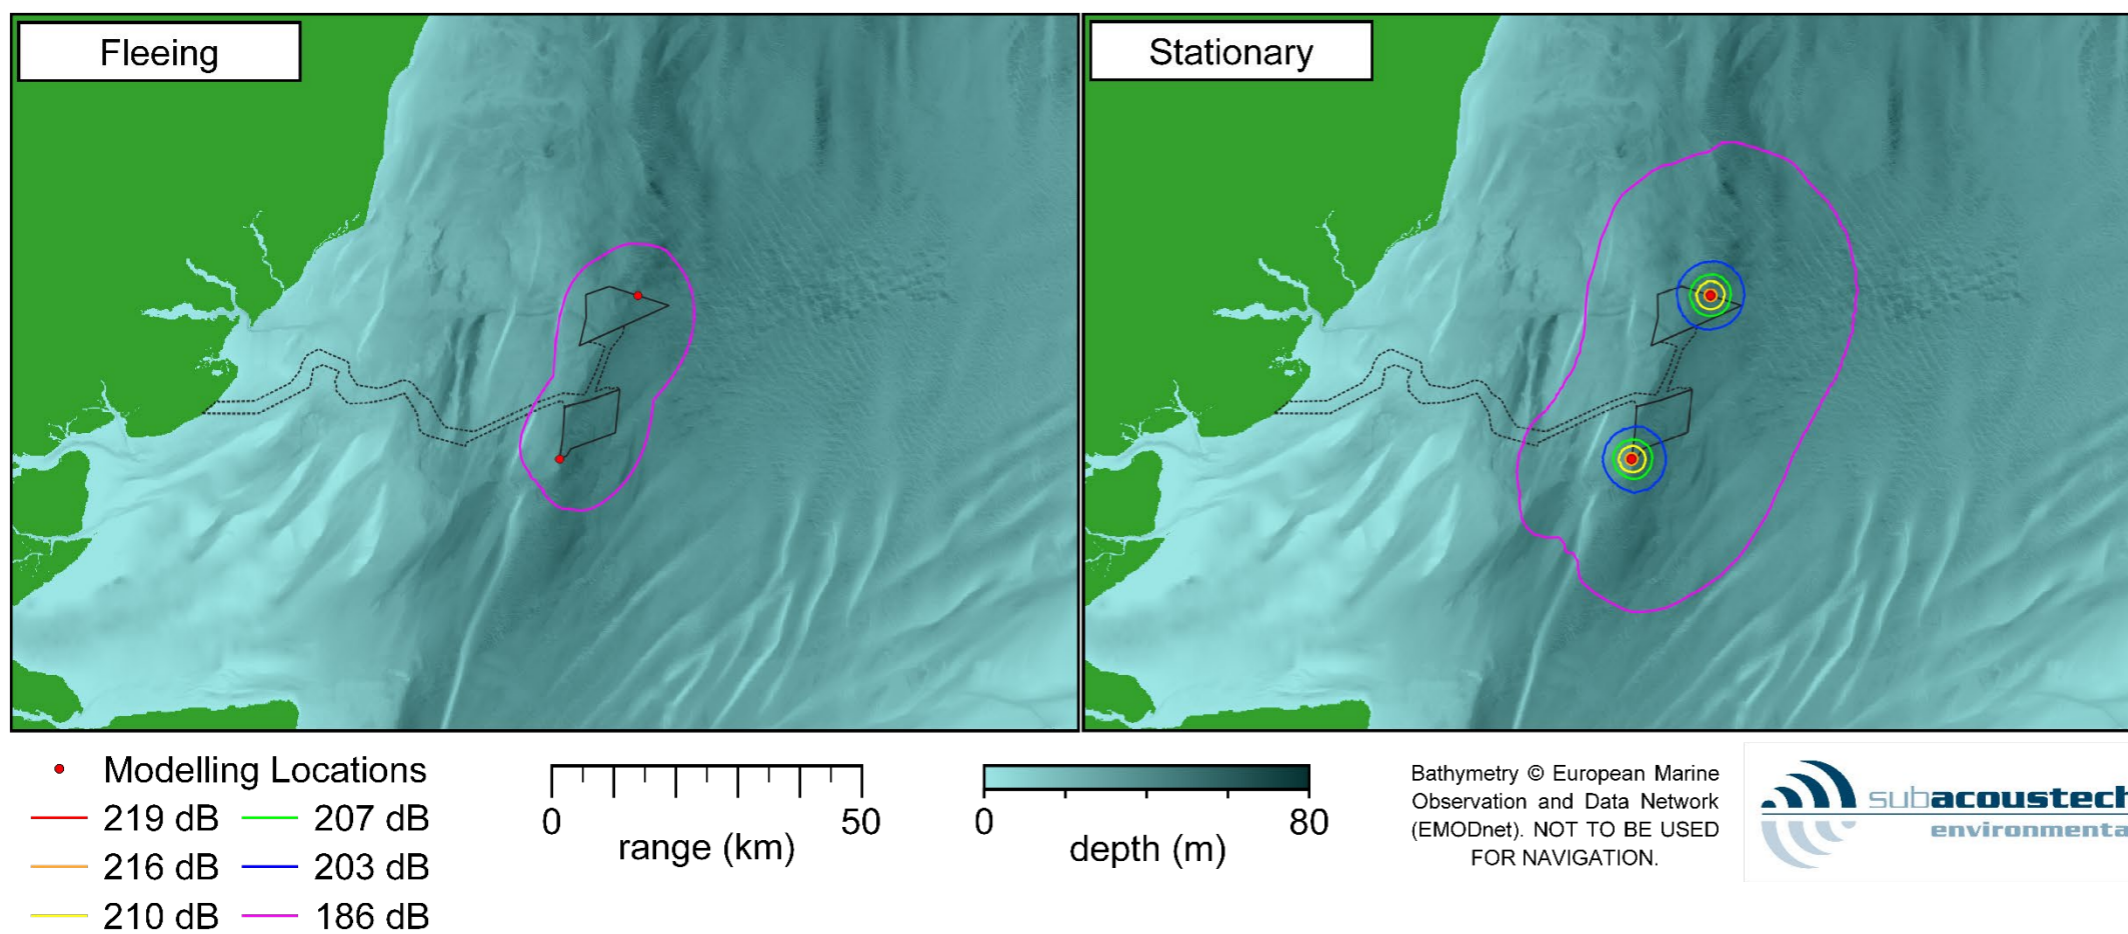 Fleeing
Stationary
Modelling Locations
219 dB
207 dB
216 dB
203 dB
210 dB
186 dB
0
50
range (km)
0
80
depth (m)
Bathymetry © European Marine
Observation and Data Network
(EMODnet). NOT TO BE USED
FOR NAVIGATION.
subacoustech
environmenta